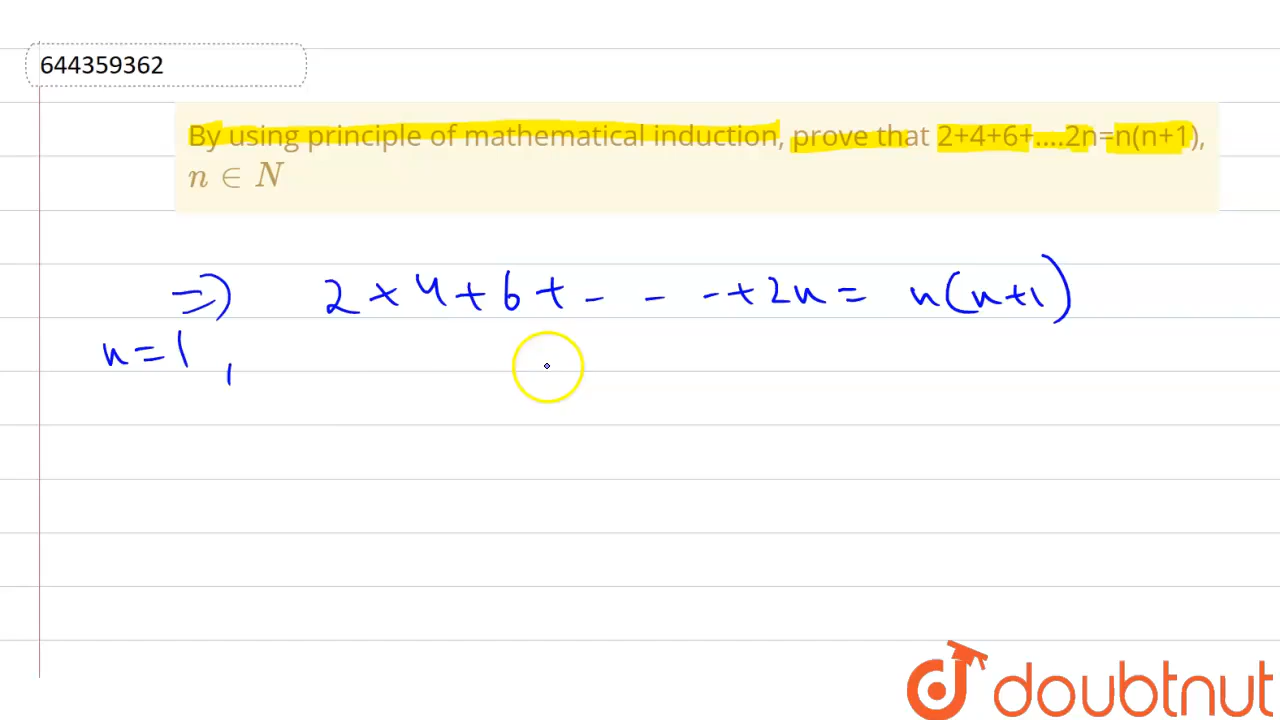 644359362
By using principle of mathematical induction, prove that 2+4+6+....2n=n(n+1),
n ∈ N
⇒ 2 + 4 + 6 + - - - + 2n = n(n+1)
n = 1 ,
doubtnut